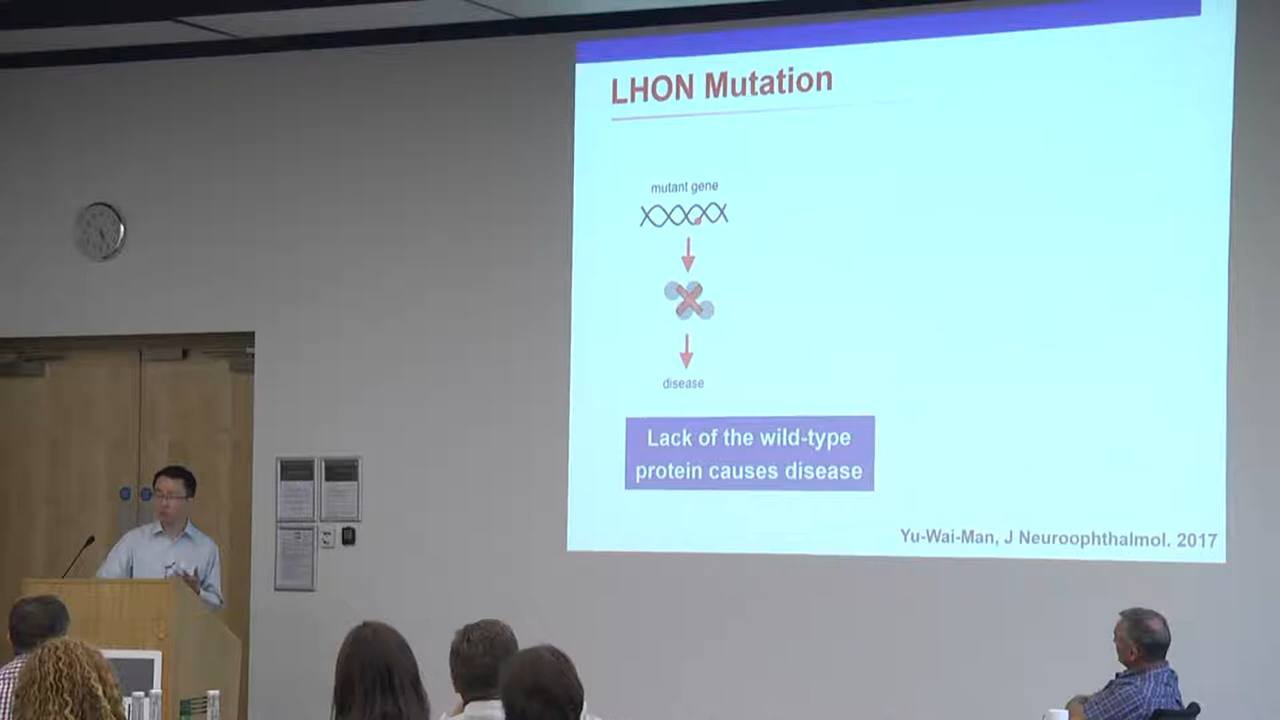 LHON Mutation
mutant gene
disease
Lack of the wild-type
protein causes disease
Yu-Wai-Man, J Neuroophthalmol. 2017